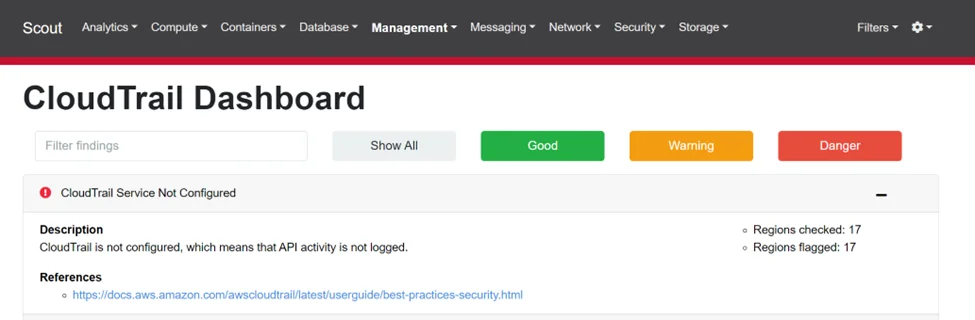 Scout Analytics Compute Containers Database Management Messaging Network Security Storage Filters
CloudTrail Dashboard
Filter findings Show All Good Warning Danger
CloudTrail Service Not Configured
Description
CloudTrail is not configured, which means that API activity is not logged.
Regions checked: 17
Regions flagged: 17
References
https://docs.aws.amazon.com/awscloudtrail/latest/userguide/best-practices-security.html